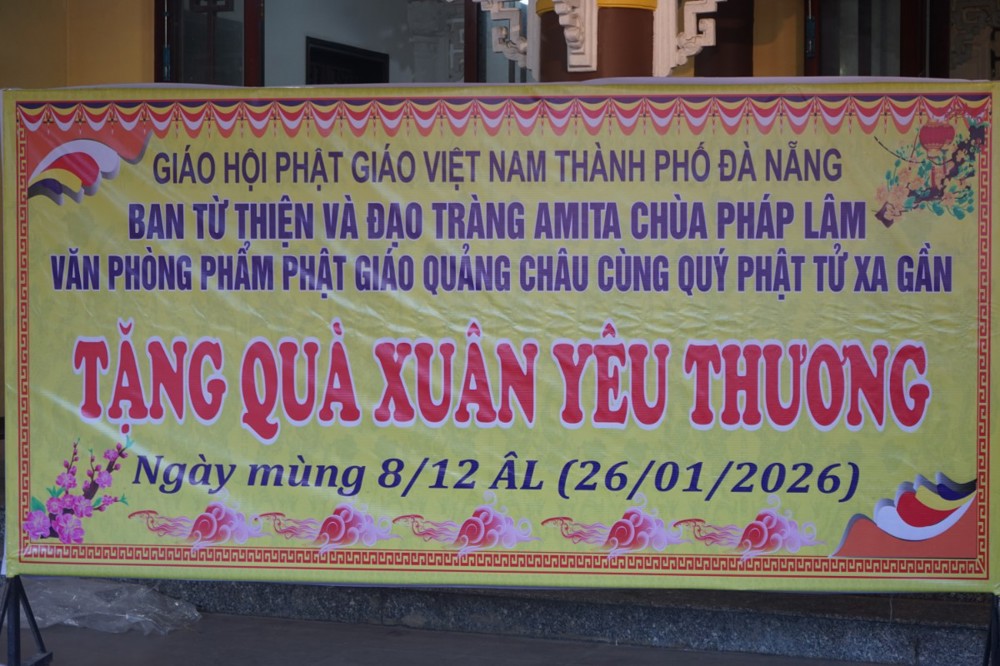 GIÁO HỘI PHẬT GIÁO VIỆT NAM THÀNH PHỐ ĐÀ NẴNG
BAN TỪ THIỆN VÀ ĐẠO TRÀNG AMITA CHÙA PHÁP LÂM
VĂN PHÒNG PHẨM PHẬT GIÁO QUẢNG CHÂU CÙNG QUÝ PHẬT TỬ XA GẦN
TẶNG QUÀ XUÂN YÊU THƯƠNG
Ngày mùng 8/12 ÂL (26/01/2026)